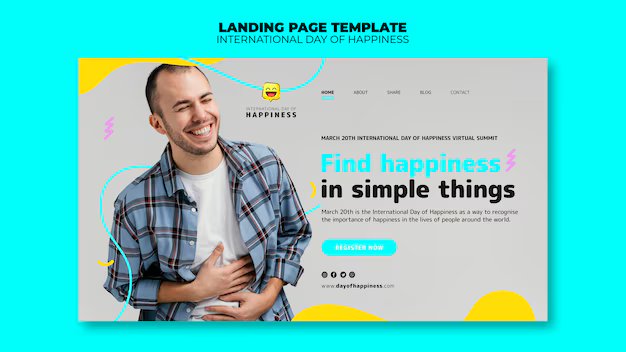 LANDING PAGE TEMPLATE
INTERNATIONAL DAY OF HAPPINESS
INTERNATIONAL DAY OF
HAPPINESS
HOME ABOUT SHARE BLOG CONTACT
MARCH 20TH INTERNATIONAL DAY OF HAPPINESS VIRTUAL SUMMIT
Find happiness
in simple things
March 20th is the International Day of Happiness as a way to recognise
the importance of happiness in the lives of people around the world.
REGISTER NOW
www.dayofhappiness.com